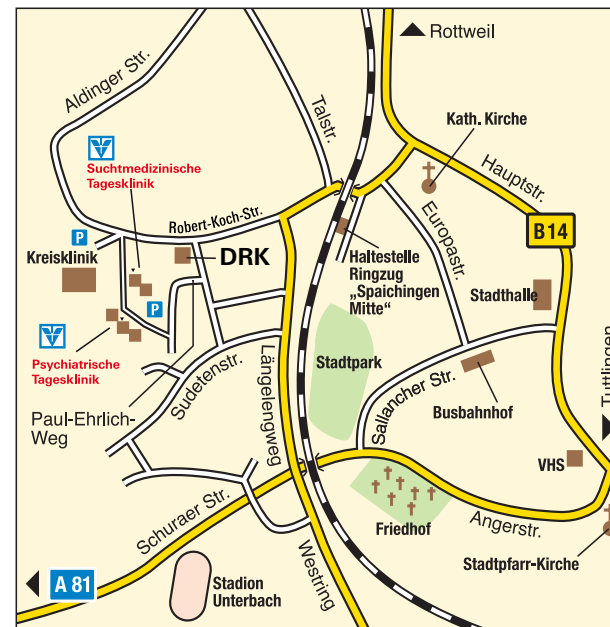 Rottweil
Aldinger Str.
Talstr.
Kath. Kirche
Hauptstr.
Suchtmedizinische
Tagesklinik
Europastr.
Robert-Koch-Str.
B14
P
Kreisklinik
DRK
Haltestelle
Ringzug
„Spaichingen
Mitte“
Stadthalle
P
Psychiatrische
Tagesklinik
Stadtpark
Sudetenstr.
Längelengweg
Sallancher Str.
Busbahnhof
Tuttlingen
Paul-Ehrlich-
Weg
VHS
Schuraer Str.
Friedhof
Angerstr.
Stadtpfarr-Kirche
Westring
A 81
Stadion
Unterbach